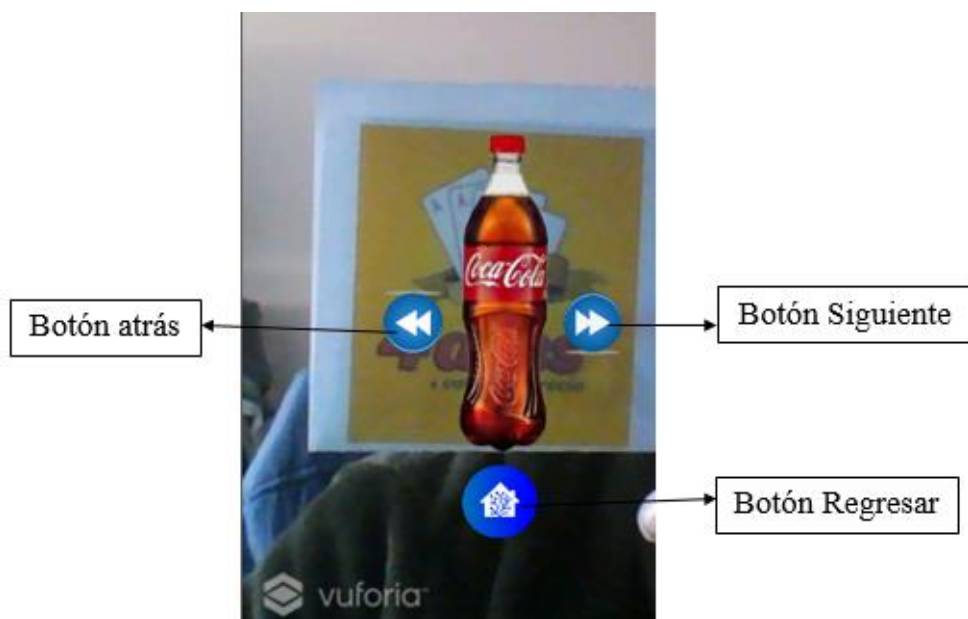 Coca-Cola
Botón atrás
Botón Siguiente
Botón Regresar
vuforia